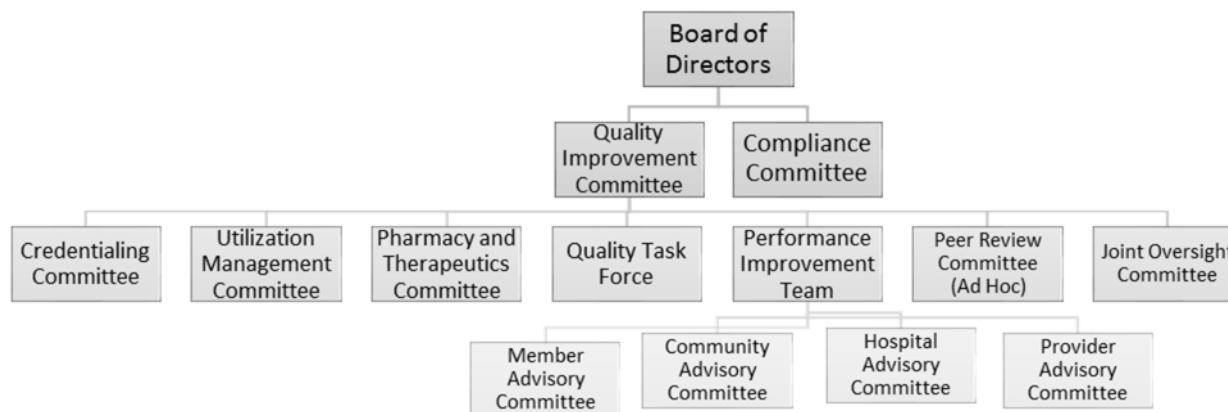 Board of
Directors
Quality
Improvement
Committee
Compliance
Committee
Credentialing
Committee
Utilization
Management
Committee
Pharmacy and
Therapeutics
Committee
Quality Task
Force
Performance
Improvement
Team
Peer Review
Committee
(Ad Hoc)
Joint Oversight
Committee
Member
Advisory
Committee
Community
Advisory
Committee
Hospital
Advisory
Committee
Provider
Advisory
Committee